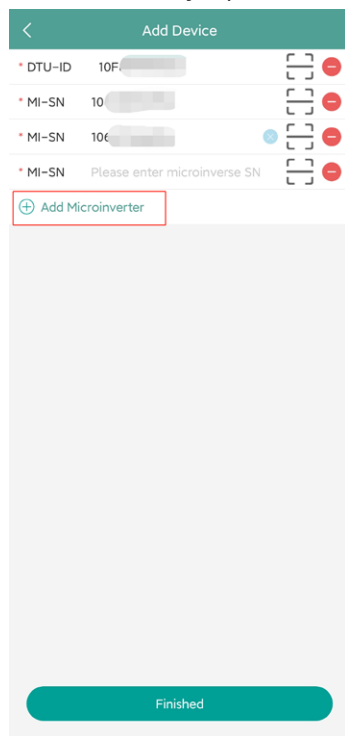 Add Device
* DTU-ID 10F
* MI-SN 10
* MI-SN 106
* MI-SN Please enter microinverse SN
Add Microinverter
Finished